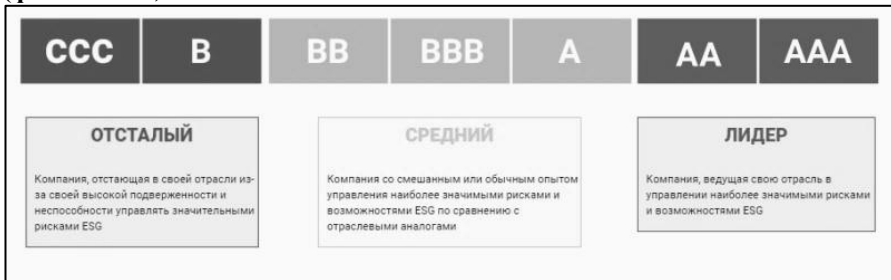 CCC B BB BBB A AA AAA
ОТСТАЛЫЙ
Компания, отстающая в своей отрасли из-
за своей высокой подверженности и
неспособности управлять значительными
рисками ESG
СРЕДНИЙ
Компания со смешанным или обычным опытом
управления наиболее значимыми рисками и
возможностями ESG по сравнению с
отраслевыми аналогами
ЛИДЕР
Компания, ведущая свою отрасль в
управлении наиболее значимыми рисками
и возможностями ESG